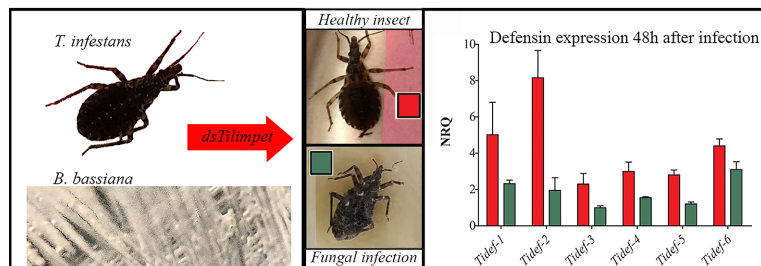 T. infestans
B. bassiana
dsTilimpet
Healthy insect
Fungal infection
Defensin expression 48h after infection
NRQ
10
8
6
4
2
0
Tidef-1
Tidef-2
Tidef-3
Tidef-4
Tidef-5
Tidef-6